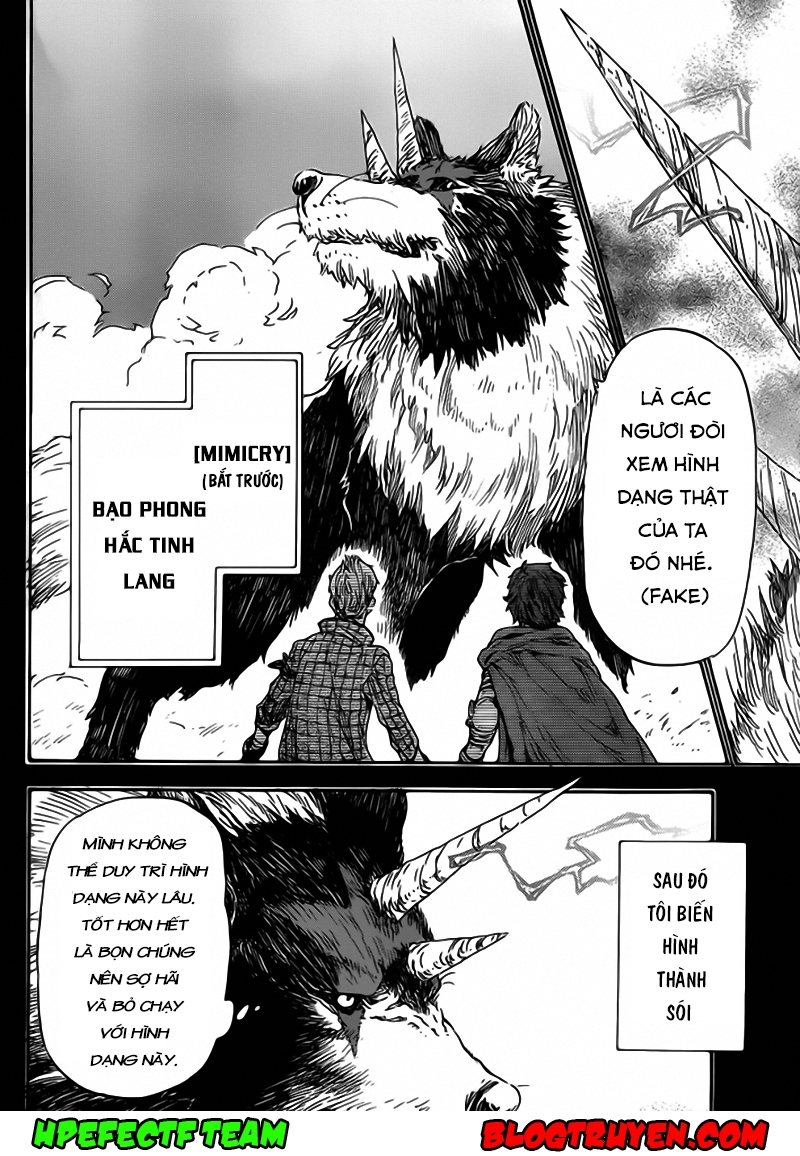 LÀ CÁC
NGƯƠI ĐÒI
XEM HÌNH
DẠNG THẬT
CỦA TA
ĐÓ NHÉ.
(FAKE)
[MIMICRY]
(BẮT TRƯỚC)
BẠO PHONG
HẮC TINH
LANG
SAU ĐÓ
TÔI BIẾN
HÌNH
THÀNH
SÓI
MÌNH KHÔNG
THỂ DUY TRÌ HÌNH
DẠNG NÀY LÂU.
TỐT HƠN HẾT
LÀ BỌN CHÚNG
NÊN SỢ HÃI
VÀ BỎ CHẠY
VỚI HÌNH
DẠNG NÀY.
UPEFECTF TEAM
BLOGTRUYEN.COM